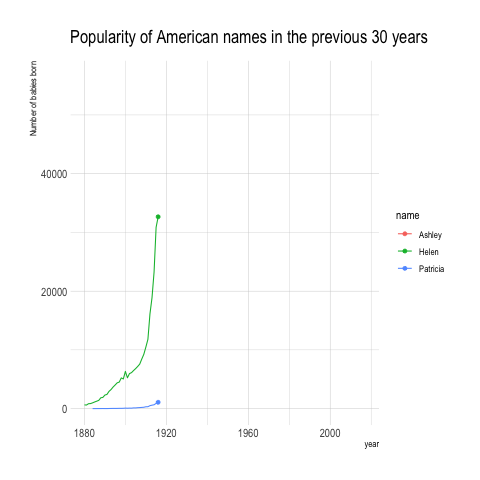 Popularity of American names in the previous 30 years
Number of babies born
40000
20000
0
1880
1920
1960
2000
year
name
Ashley
Helen
Patricia